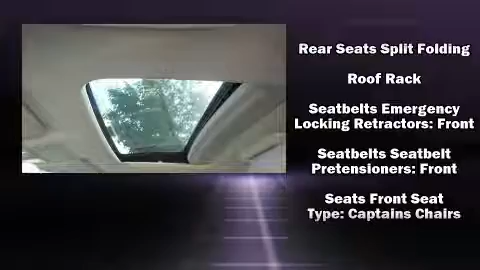 Rear Seats Split Folding
Roof Rack
Seatbelts Emergency
Locking Retractors: Front
Seatbelts Seatbelt
Pretensioners: Front
Seats Front Seat
Type: Captains Chairs